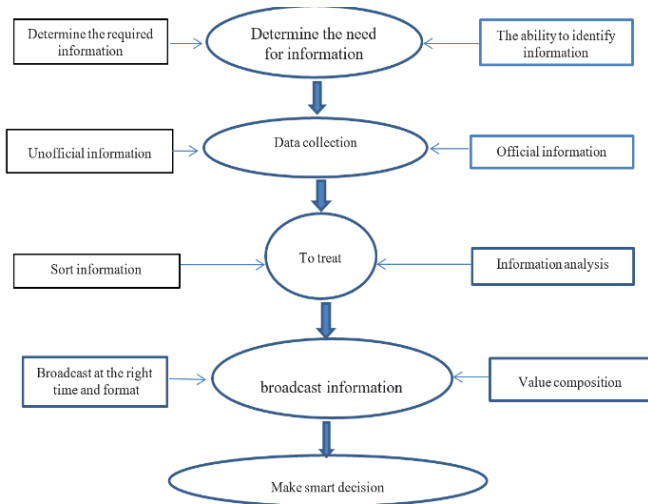 Determine the required
information
Determine the need
for information
The ability to identify
information
Unofficial information
Data collection
Official information
Sort information
To treat
Information analysis
Broadcast at the right
time and format
broadcast information
Value composition
Make smart decision